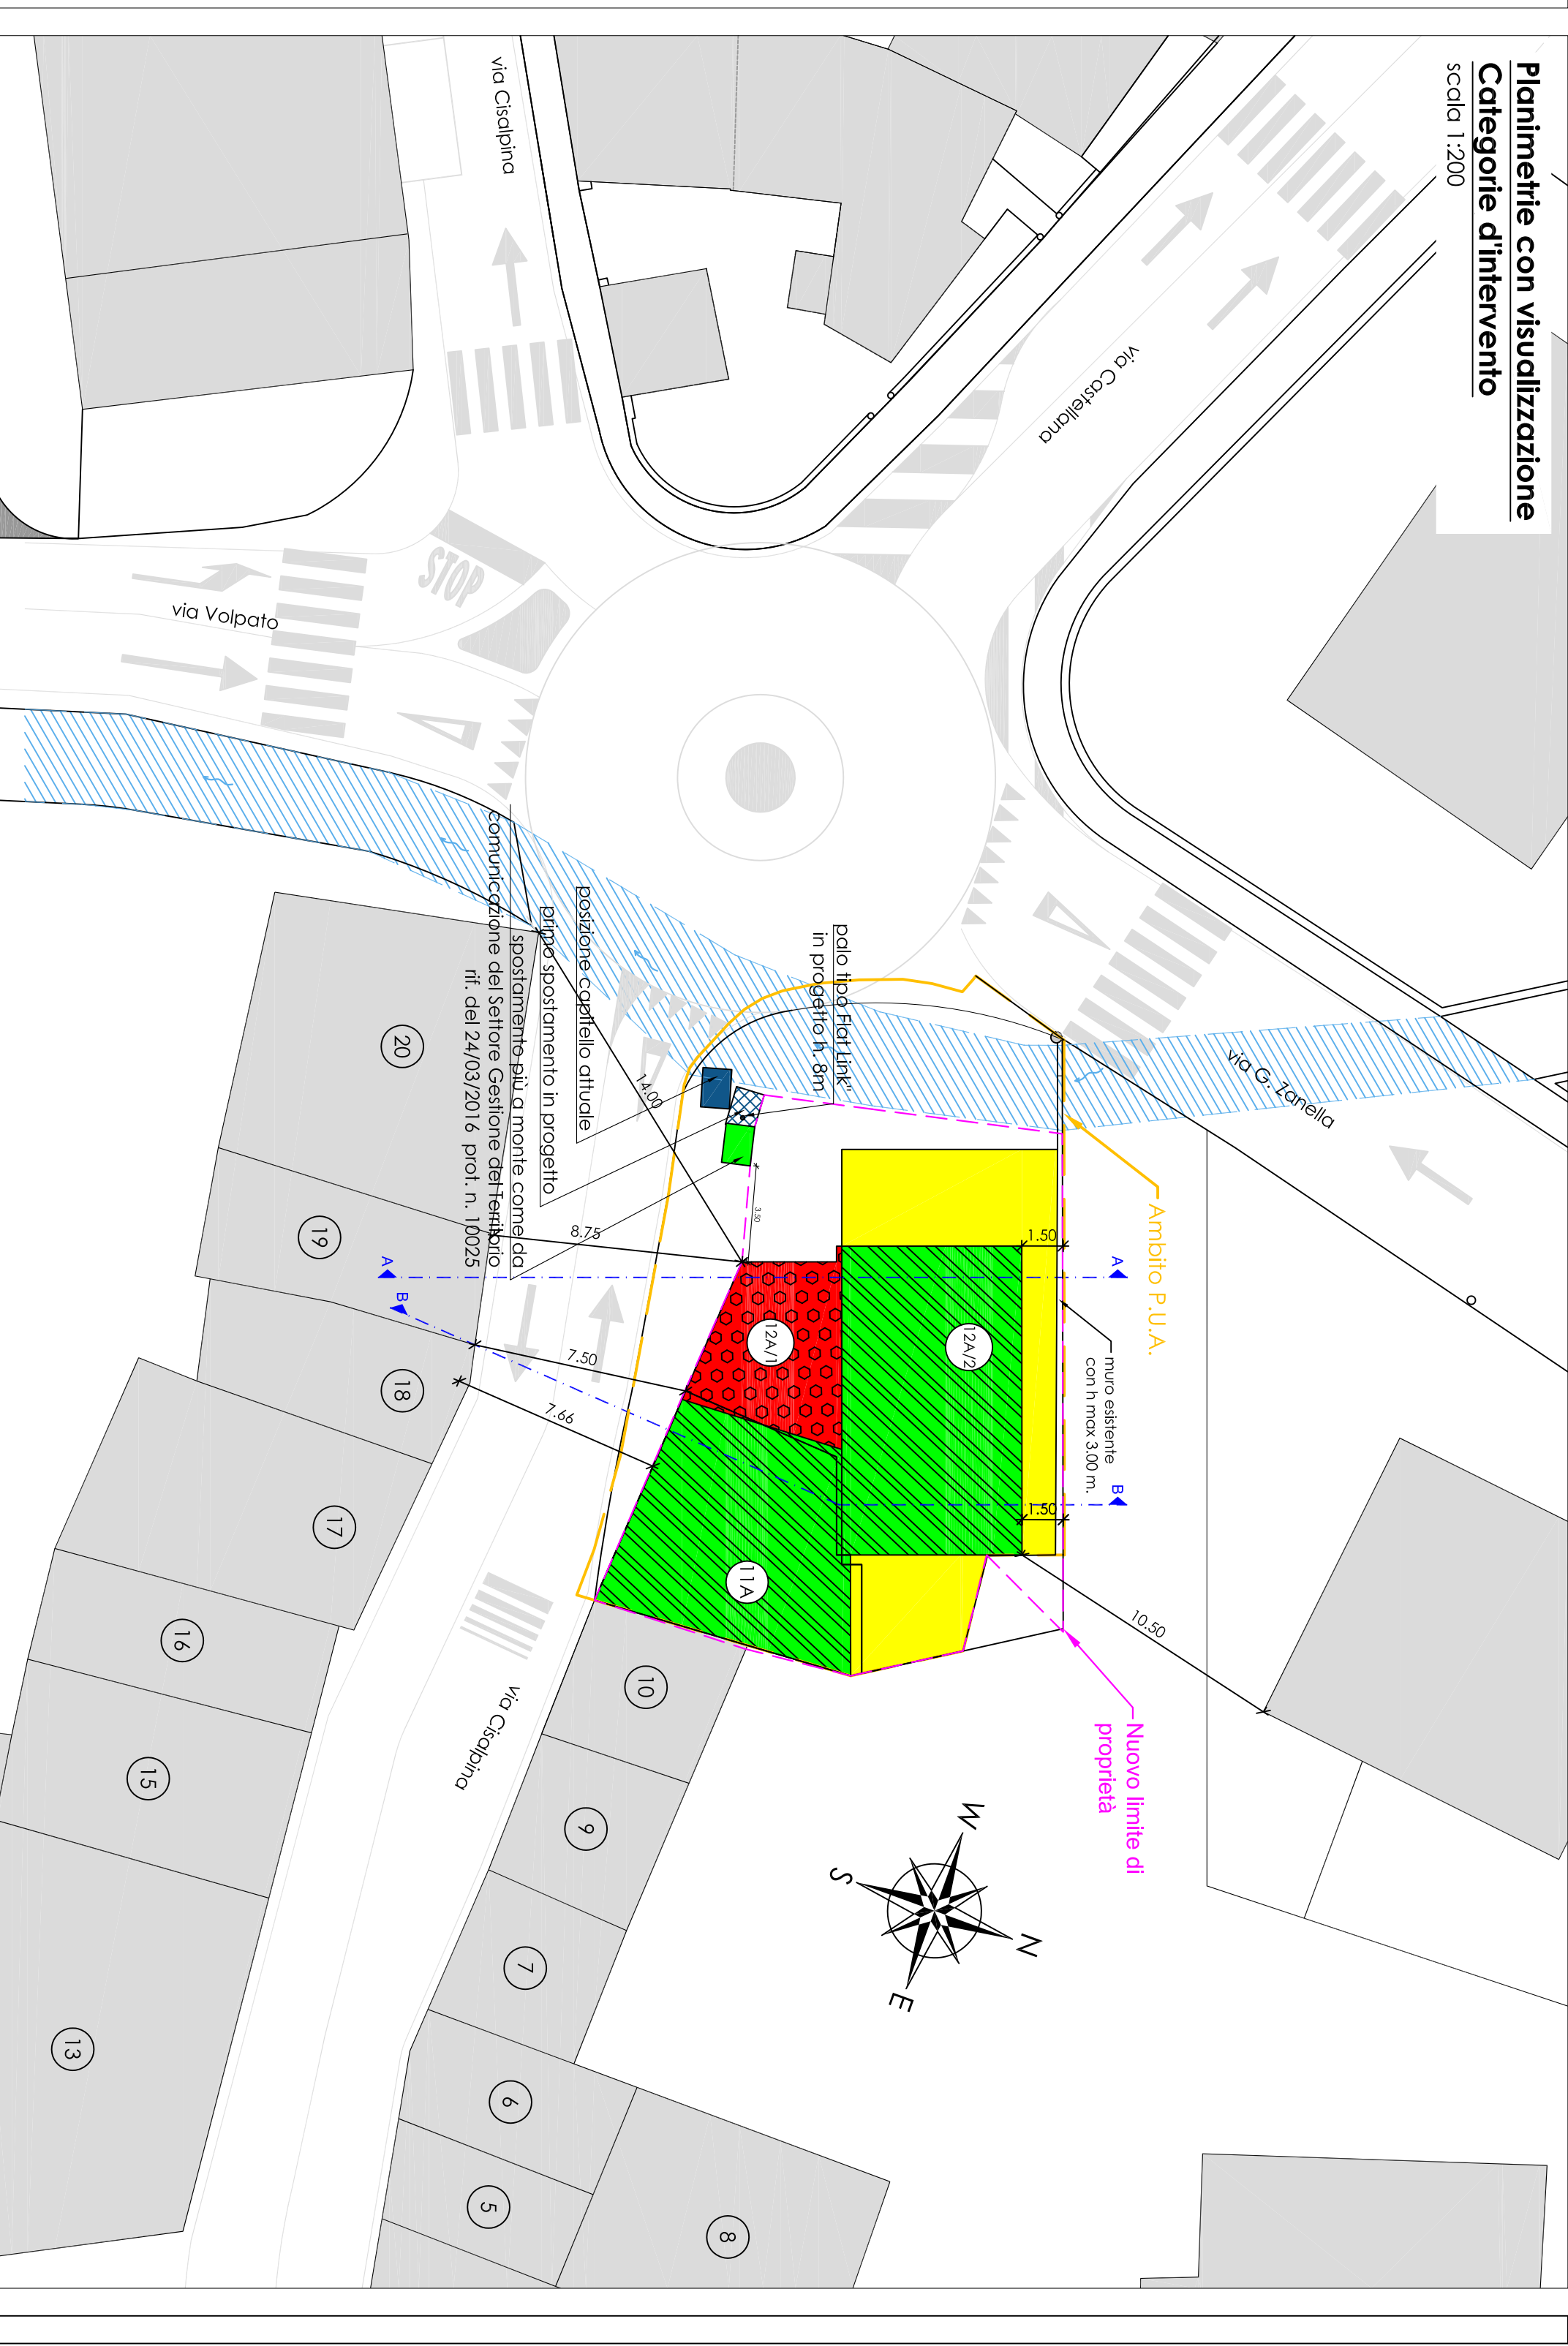 Planimetrie con visualizzazione
Categorie d'intervento
scala 1:200
via Castellana
via G. Zanella
via Cisalpina
STOP
via Volpato
Ambito P.U.A.
muro esistente
con h max 3.00 m.
Nuovo limite di
proprietà
palo tipo Flat Link"
in progetto h. 8m
posizione capitello attuale
primo spostamento in progetto
spostamento più a monte come da
comunicazione del Settore Gestione del Territorio
rif. del 24/03/2016 prot. n. 10025
14.00
3.50
8.75
7.50
7.66
1.50
1.50
10.50
A
A
B
B
12A/2
12A/1
11A
via Cisalpina
N
W
S
E
20
19
18
17
16
15
13
10
9
7
6
5
8